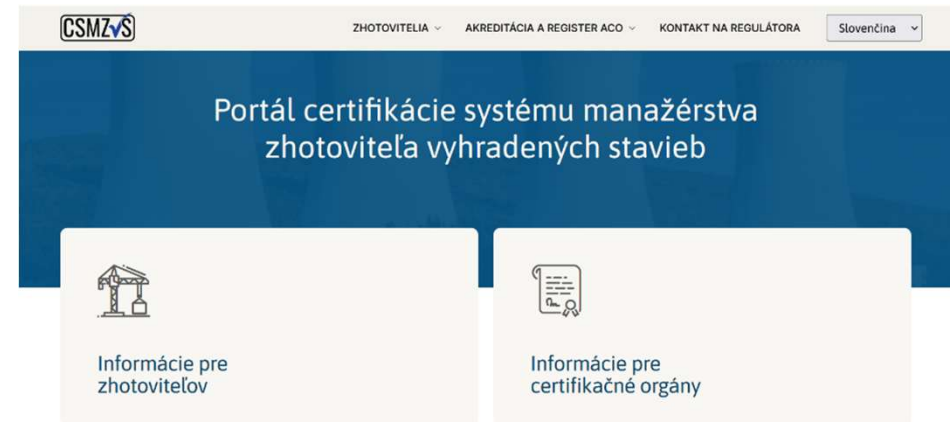 CSMZVŠ
ZHOTOVITELIA
AKREDITÁCIA A REGISTER ACO
KONTAKT NA REGULÁTORA
Slovenčina
Portál certifikácie systému manažérstva
zhotoviteľa vyhradených stavieb
Informácie pre
zhotoviteľov
Informácie pre
certifikačné orgány